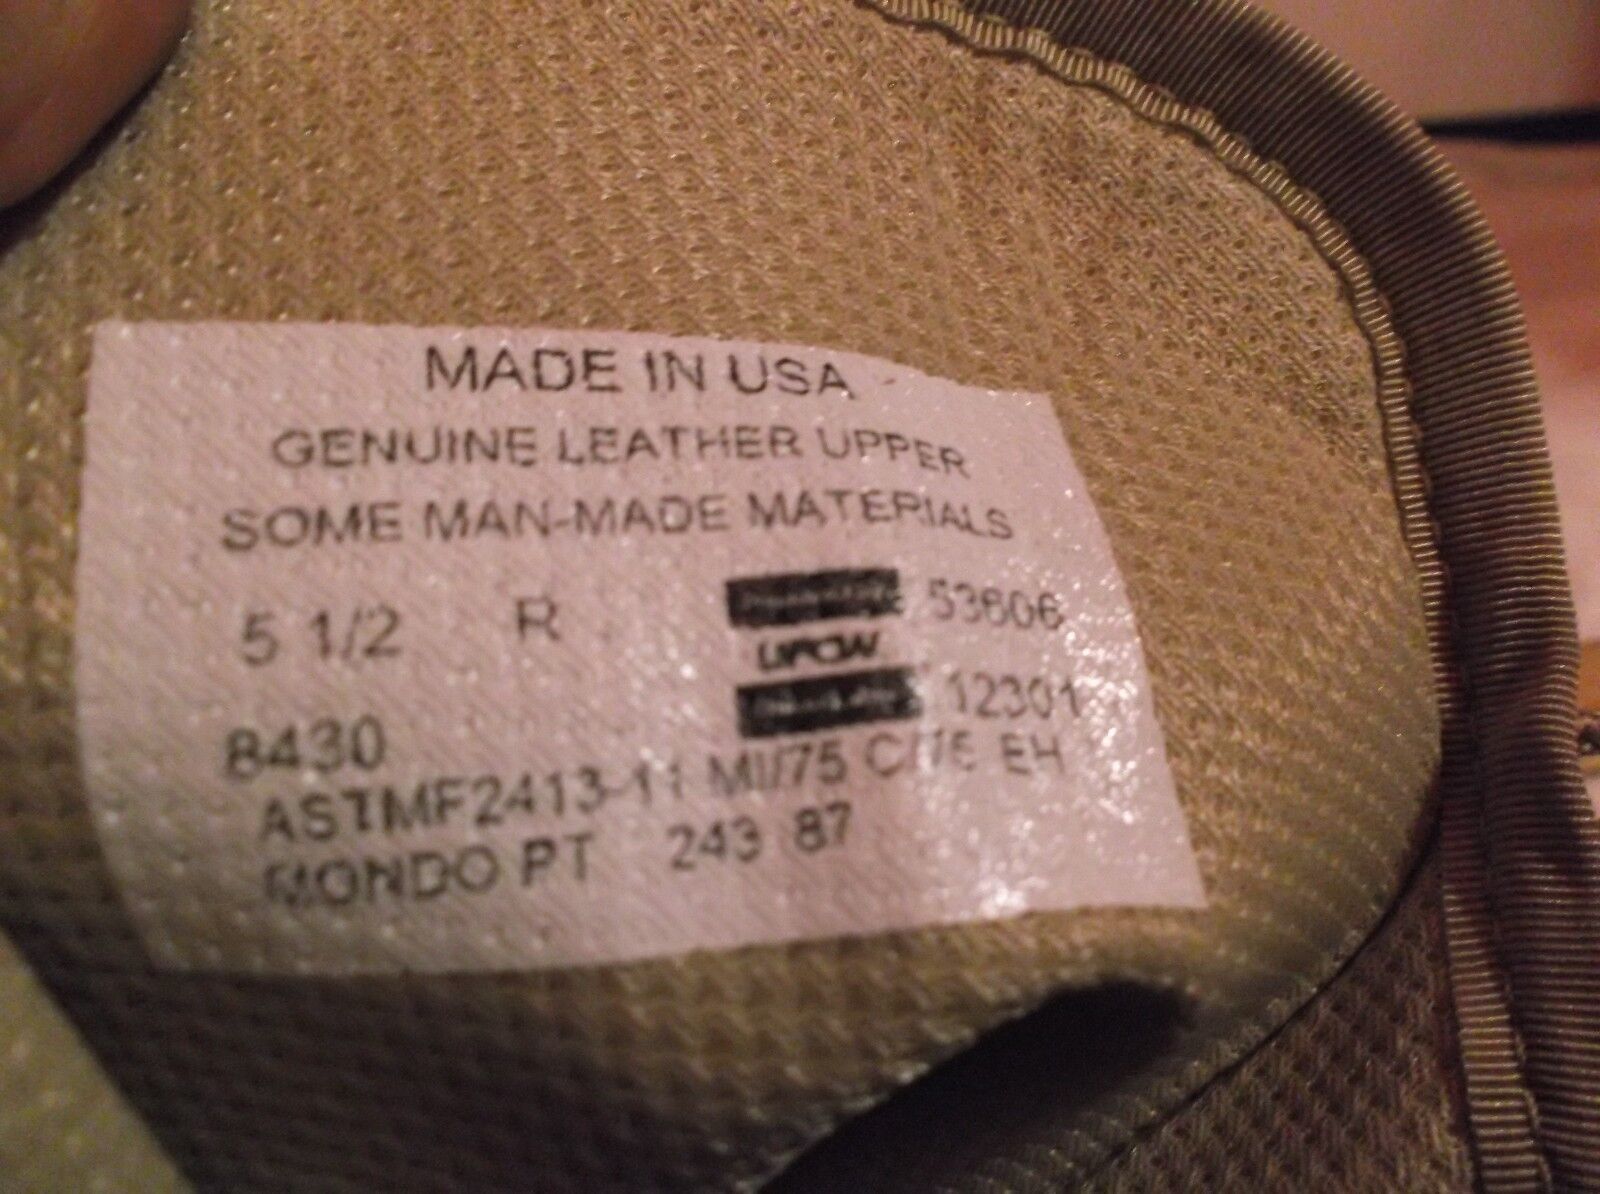 MADE IN USA
GENUINE LEATHER UPPER
SOME MAN-MADE MATERIALS
5 1/2 R 53606
8430 12301
ASTMF2413-11 MI/75 C/75 EH
MONDO PT 243 87